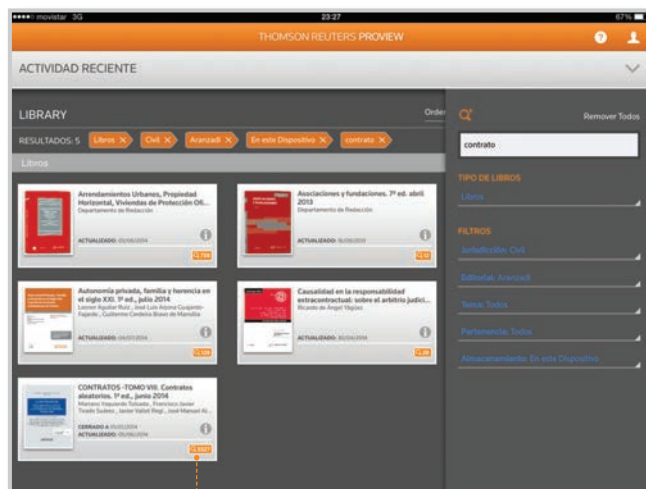 movistar 3G 23:27 67%
THOMSON REUTERS PROVIEW
ACTIVIDAD RECIENTE
LIBRARY
Order
RESULTADOS: 5 Libros Civil Aranzadi En este Dispositivo contrato
Libros
Arrendamientos Urbanos, Propiedad
Horizontal, Viviendas de Protección Ofi...
Departamento de Redacción
ACTUALIZADO:
Asociaciones y fundaciones. 7ª ed. abril
2013
Departamento de Redacción
ACTUALIZADO:
Autonomía privada, familia y herencia en
el siglo XXI. 1ª ed., julio 2014
ACTUALIZADO:
Causalidad en la responsabilidad
extracontractual: sobre el arbitrio judici...
Ricardo de Angel Yágüez
ACTUALIZADO:
CONTRATOS -TOMO VIII. Contratos
aleatorios. 1ª ed., junio 2014
CERRADO A
ACTUALIZADO:
Remover Todos
contrato
TIPO DE LIBROS
Libros
FILTROS
Jurisdicción: Civil
Editorial: Aranzadi
Tema: Todos
Pertenencia: Todos
Almacenamiento: En este Dispositivo